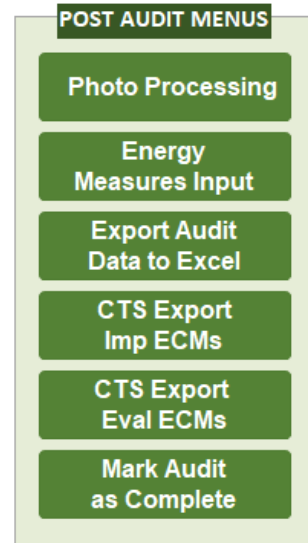 POST AUDIT MENUS
Photo Processing
Energy
Measures Input
Export Audit
Data to Excel
CTS Export
Imp ECMs
CTS Export
Eval ECMs
Mark Audit
as Complete